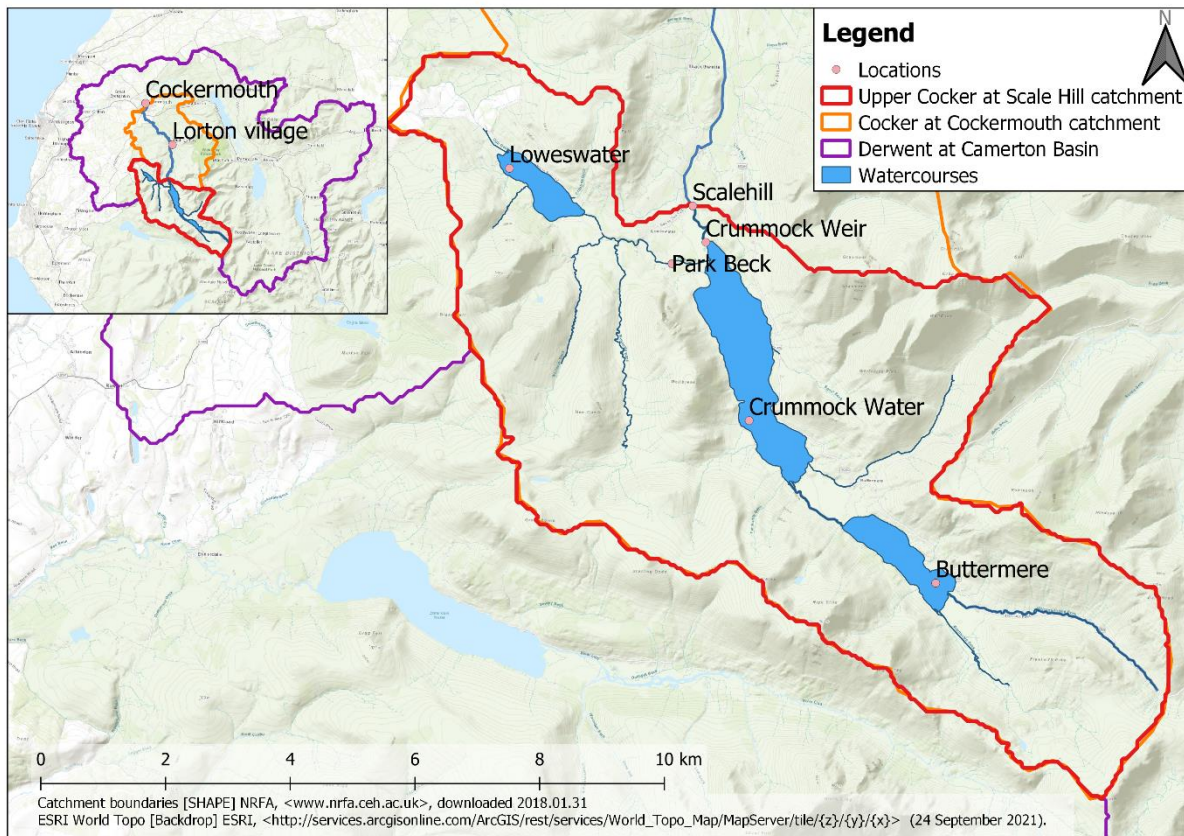 Cockermouth
Lorton village
N
Legend
Locations
Upper Cocker at Scale Hill catchment
Cocker at Cockermouth catchment
Derwent at Camerton Basin
Watercourses
Loweswater
Scalehill
Crummock Weir
Park Beck
Crummock Water
Buttermere
0 2 4 6 8 10 km
Catchment boundaries [SHAPE] NRFA, <www.nrfa.ceh.ac.uk>, downloaded 2018.01.31
ESRI World Topo [Backdrop] ESRI, <http://services.arcgisonline.com/ArcGIS/rest/services/World_Topo_Map/MapServer/tile/{z}/{y}/{x}> (24 September 2021).